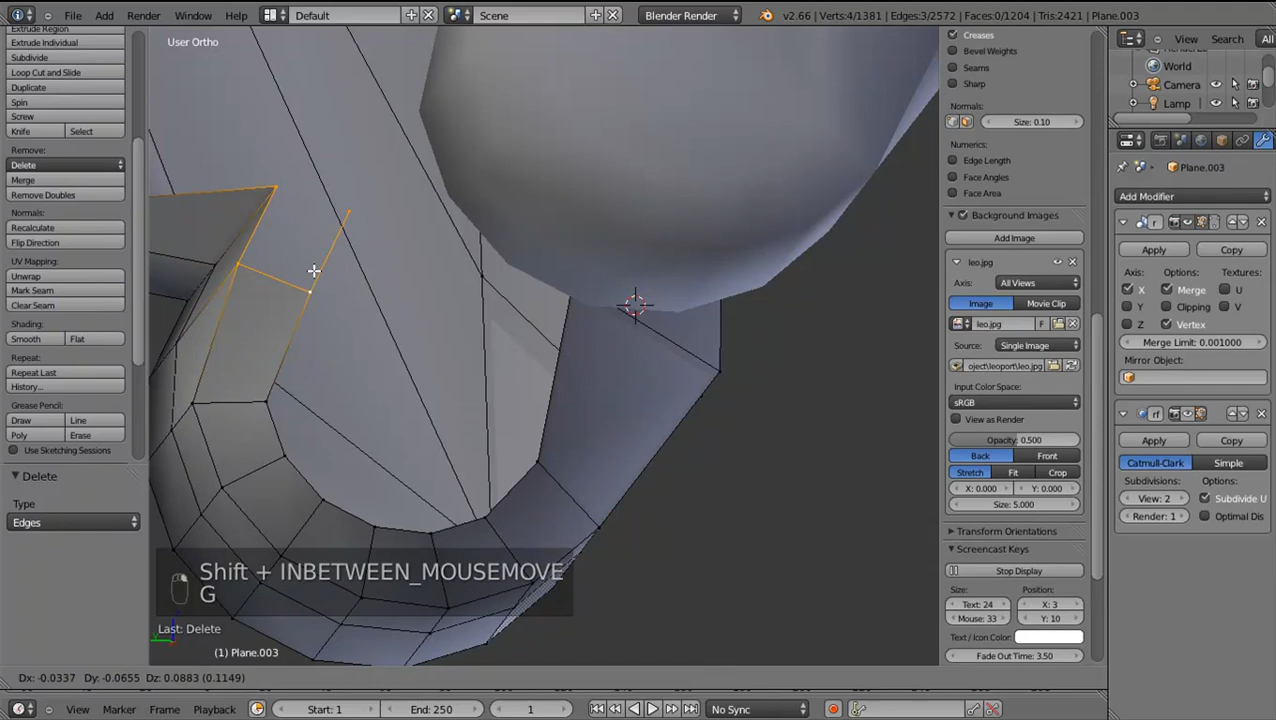 File Add Render Window Help Default Scene Blender Render v2.66 | Verts:4/1381 | Edges:3/2572 | Faces:0/1204 | Tris:2421 | Plane.003
Extrude Region
Extrude Individual
Subdivide
Loop Cut and Slide
Duplicate
Spin
Screw
Knife Select
Remove:
Delete
Merge
Remove Doubles
Normals:
Recalculate
Flip Direction
UV Mapping:
Unwrap
Mark Seam
Clear Seam
Shading:
Smooth Flat
Repeat:
Repeat Last
History...
Grease Pencil:
Draw Line
Poly Erase
Use Sketching Sessions
Delete
Type
Edges
User Ortho
Shift + INBETWEEN_MOUSEMOVE
G
Last: Delete
(1) Plane.003
Dx: -0.0337 Dy: -0.0655 Dz: 0.0883 (0.1149)
Creases
Bevel Weights
Seams
Sharp
Normals:
Size: 0.10
Numerics:
Edge Length
Face Angles
Face Area
Background Images
Add Image
leo.jpg
Axis: All Views
Image Movie Clip
leo.jpg F
Source: Single Image
oject\leoport\leo.jpg
Input Color Space:
sRGB
View as Render
Opacity: 0.500
Back Front
Stretch Fit Crop
X: 0.000 Y: 0.000
Size: 5.000
Transform Orientations
Screencast Keys
Stop Display
Size: Position:
Text: 24 X: 3
Mouse: 33 Y: 10
Text / Icon Color:
Fade Out Time: 3.50
View Search All
World
Camera
Lamp
Plane.003
Add Modifier
Apply Copy
Axis: Options: Textures:
X Merge U
Y Clipping V
Z Vertex
Merge Limit: 0.001000
Mirror Object:
Apply Copy
Catmull-Clark Simple
Subdivisions: Options:
View: 2 Subdivide U
Render: 1 Optimal Dis
View Marker Frame Playback Start: 1 End: 250 1 No Sync